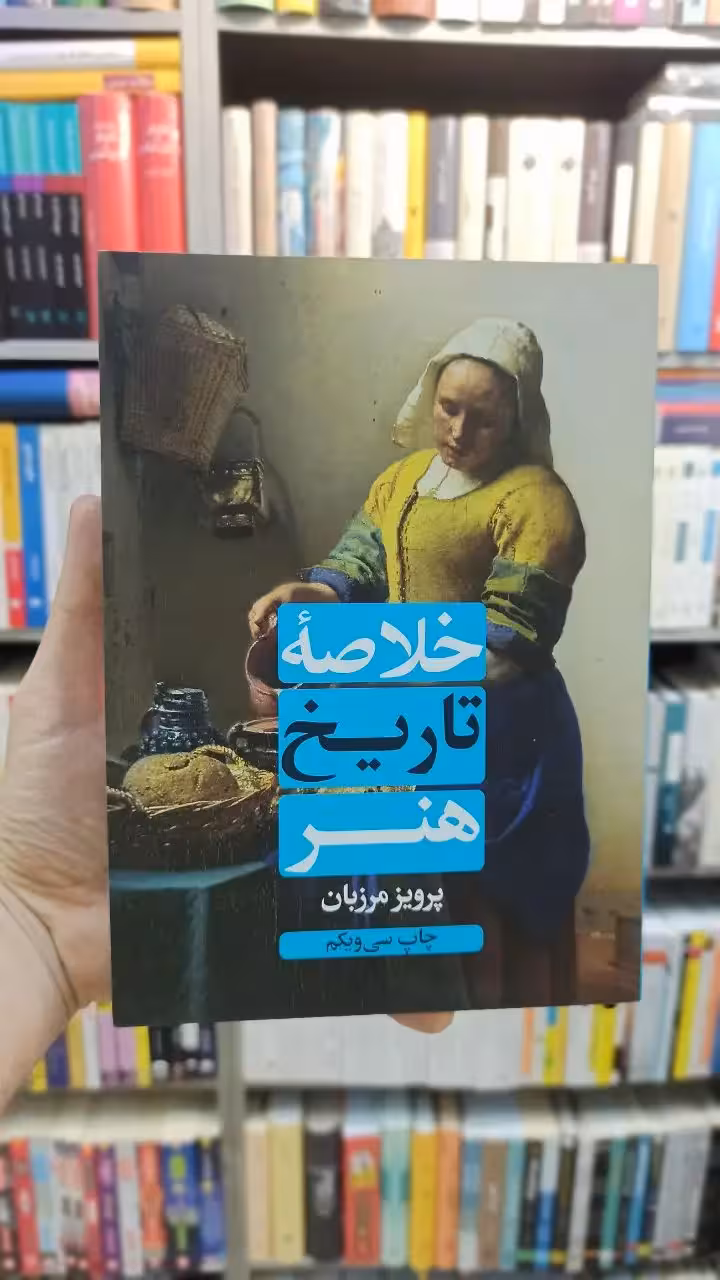 خلاصهٔ
تاریخ
هنر
پرویز مرزبان
چاپ سی‌ویکم